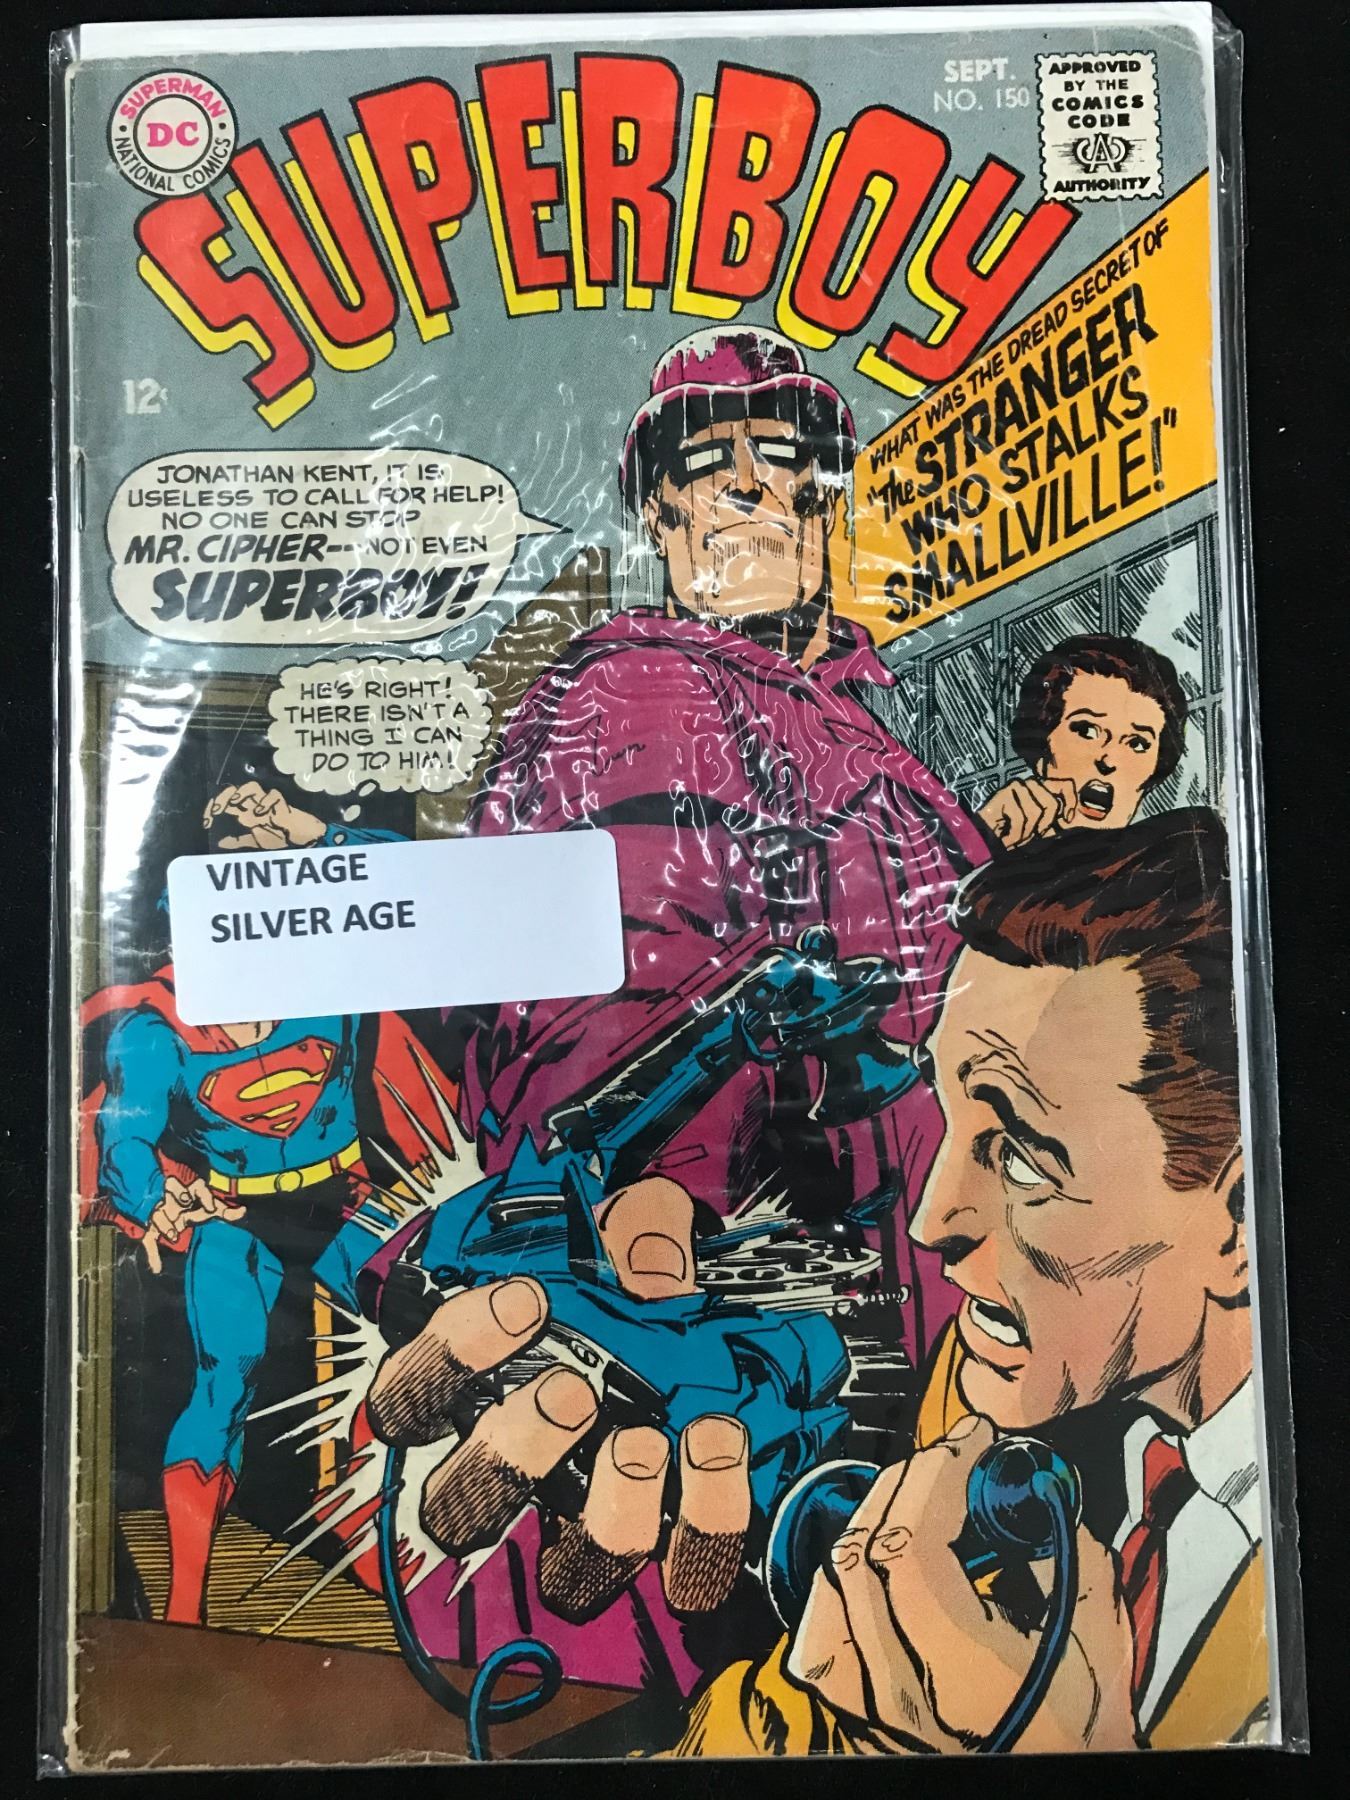 SUPERMAN
DC
NATIONAL COMICS
SUPERBOY
SEPT.
NO. 150
APPROVED
BY THE
COMICS
CODE
CA
AUTHORITY
12¢
WHAT WAS THE DREAD SECRET OF
"The STRANGER
WHO STALKS
SMALLVILLE!"
JONATHAN KENT, IT IS
USELESS TO CALL FOR HELP!
NO ONE CAN STOP
MR. CIPHER--NOT EVEN
SUPERBOY!
HE'S RIGHT!
THERE ISN'T A
THING I CAN
DO TO HIM!
VINTAGE
SILVER AGE
S